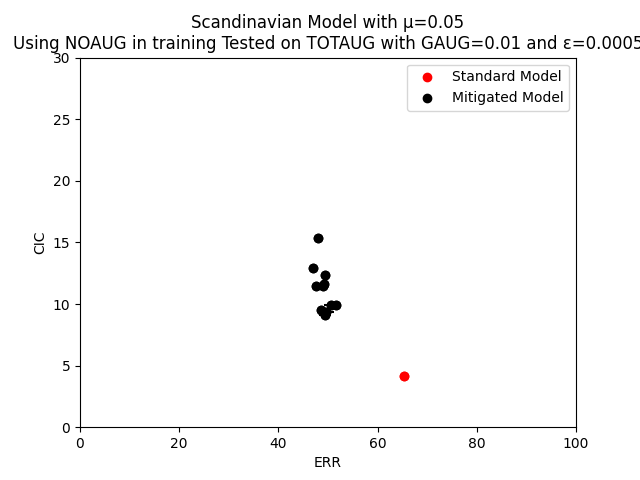 Scandinavian Model with μ=0.05
Using NOAUG in training Tested on TOTAUG with GAUG=0.01 and ε=0.0005
Standard Model
Mitigated Model
30
25
20
15
10
5
0
CIC
0 20 40 60 80 100
ERR